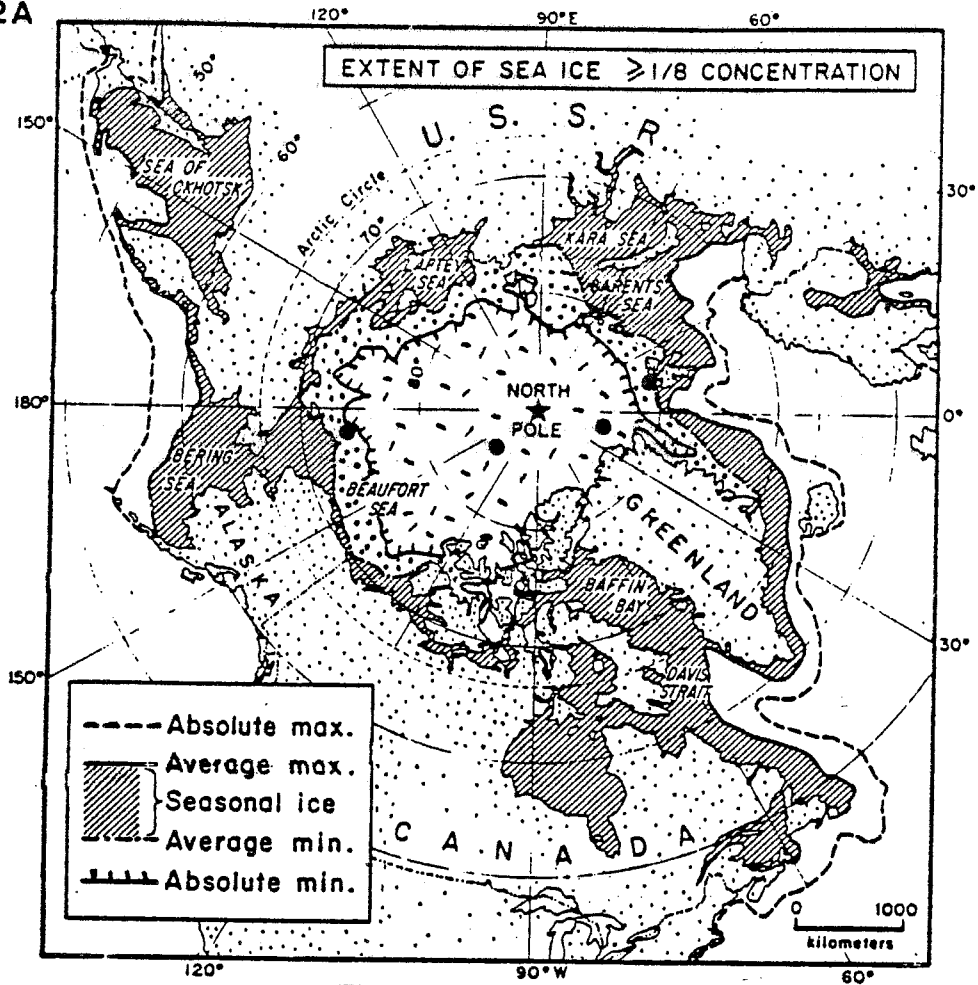 2A
120°
90°E
60°
EXTENT OF SEA ICE ≥1/8 CONCENTRATION
50°
150°
60°
U. S. S. R
30°
SEA OF
OKHOTSK
Arctic Circle
70°
KARA SEA
LAPTEV
SEA
BARENTS
SEA
80°
NORTH
POLE
180°
0°
BERING
SEA
BEAUFORT
SEA
ALASKA
GREENLAND
BAFFIN
BAY
DAVIS
STRAIT
150°
30°
Absolute max.
Average max.
Seasonal ice
Average min.
Absolute min.
CANADA
0 1000
kilometers
120°
90°W
60°